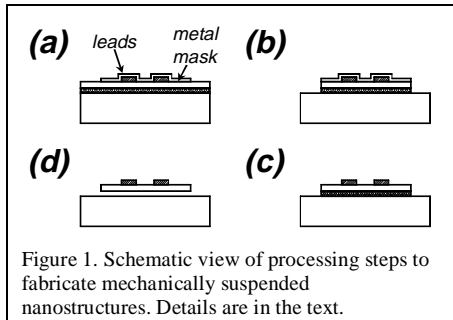 (a)
leads
metal
mask
(b)
(d)
(c)
Figure 1. Schematic view of processing steps to
fabricate mechanically suspended
nanostructures. Details are in the text.